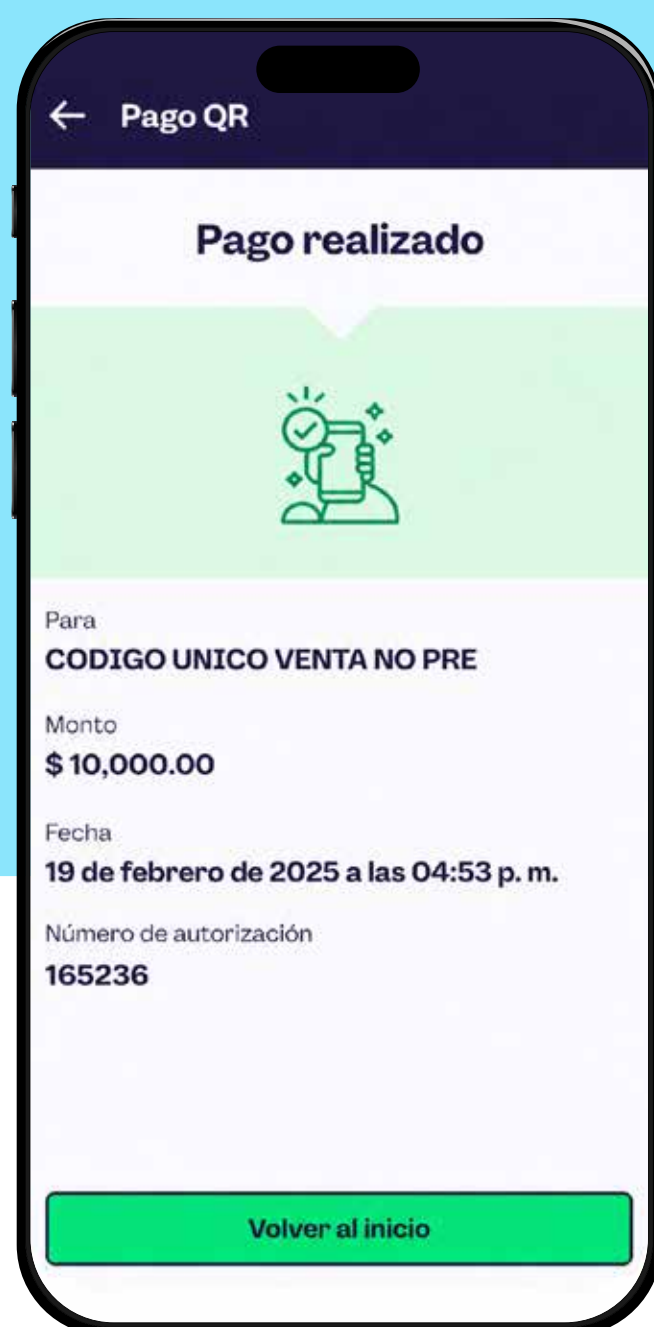 Pago QR
Pago realizado
Para
CODIGO UNICO VENTA NO PRE
Monto
$ 10,000.00
Fecha
19 de febrero de 2025 a las 04:53 p. m.
Número de autorización
165236
Volver al inicio